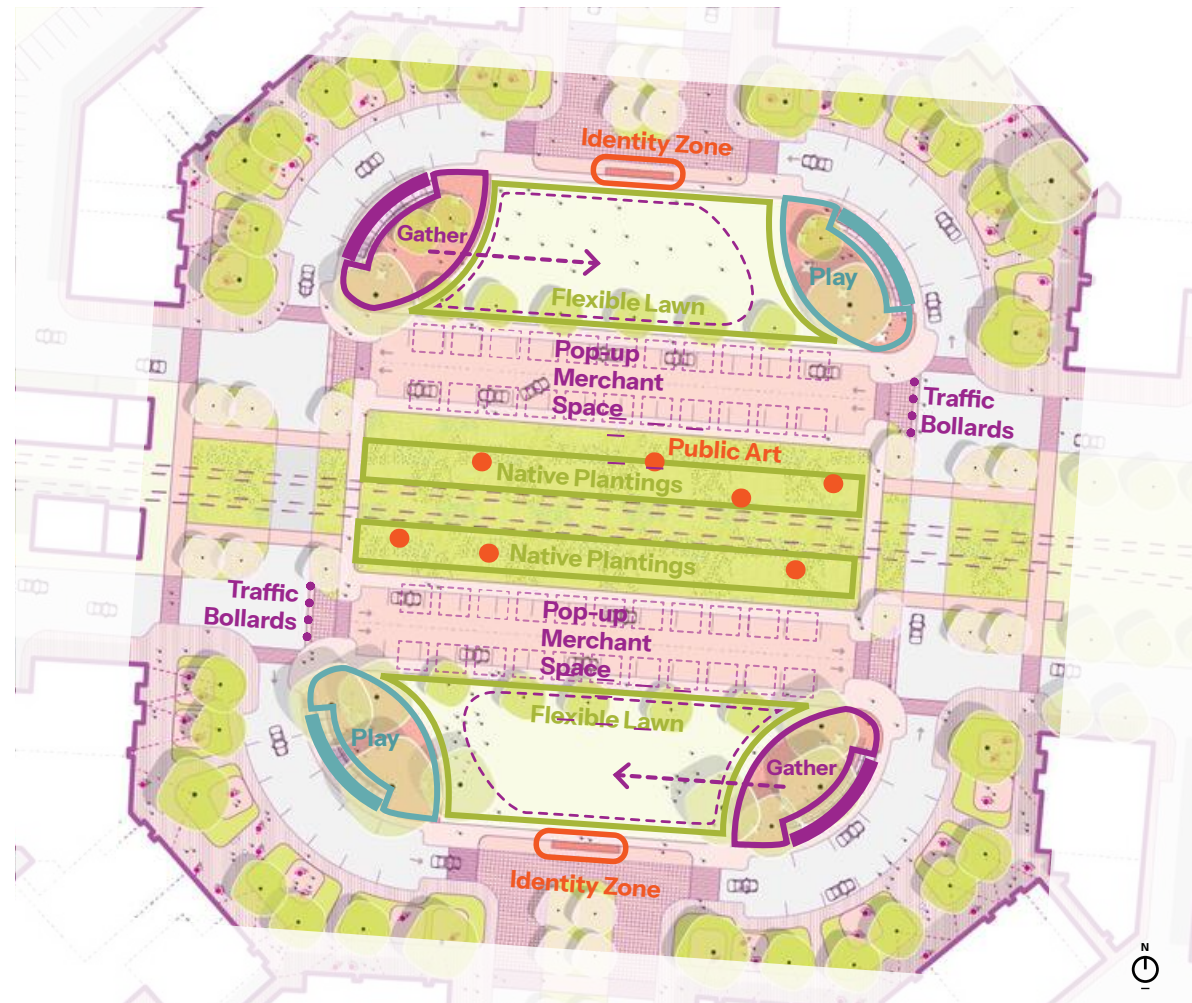 Identity Zone
Gather
Play
Flexible Lawn
Pop-up
Merchant
Space
Traffic
Bollards
Public Art
Native Plantings
Native Plantings
Traffic
Bollards
Pop-up
Merchant
Space
Flexible Lawn
Play
Gather
Identity Zone
N